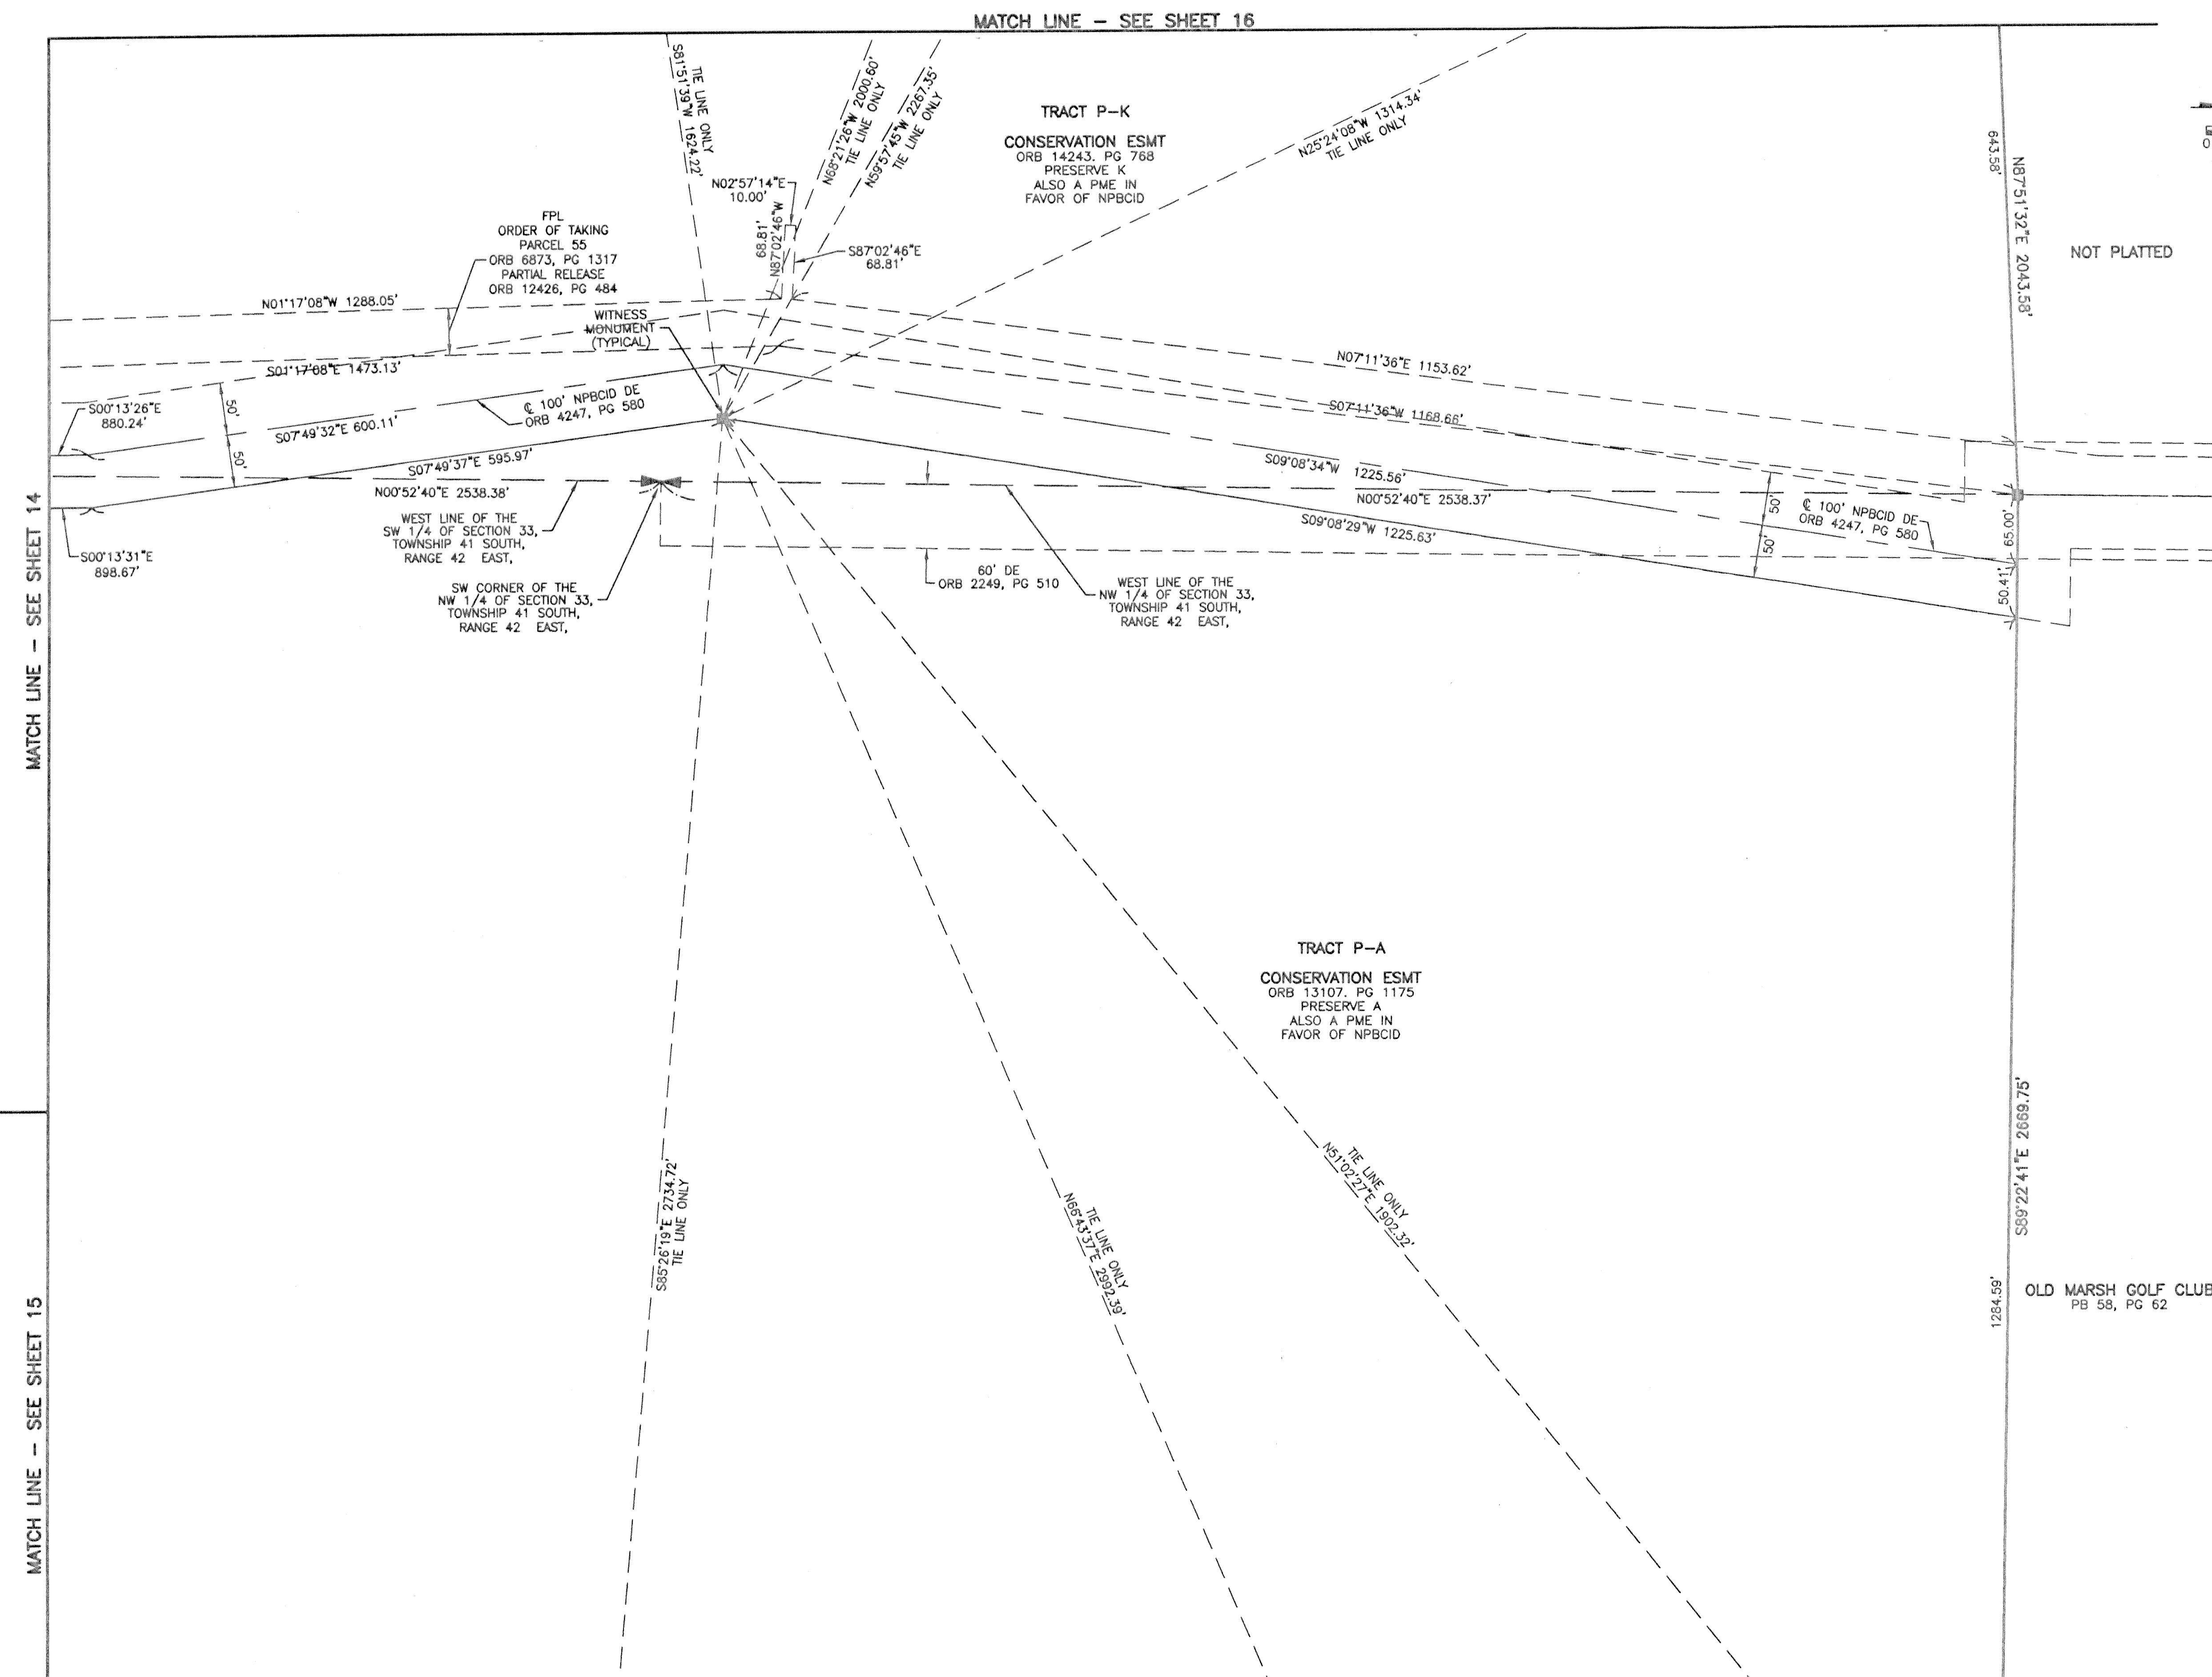 MATCH LINE - SEE SHEET 16
TIE LINE ONLY
S81°51'39"W 1624.22'
N68°21'26"W 2000.60'
TIE LINE ONLY
N59°57'45"W 2267.35'
TIE LINE ONLY
TRACT P-K
CONSERVATION ESMT
ORB 14243. PG 768
PRESERVE K
ALSO A PME IN
FAVOR OF NPBCID
N25°24'08"W 1314.34'
TIE LINE ONLY
643.58'
N87°51'32"E 2043.58'
NOT PLATTED
N02°57'14"E
10.00'
68.81'
N87°02'46"W
S87°02'46"E
68.81'
FPL
ORDER OF TAKING
PARCEL 55
ORB 6873, PG 1317
PARTIAL RELEASE
ORB 12426, PG 484
N01°17'08"W 1288.05'
WITNESS
MONUMENT
(TYPICAL)
S01°17'08"E 1473.13'
N07°11'36"E 1153.62'
S07°11'36"W 1168.66'
S00°13'26"E
880.24'
50'
50'
℄ 100' NPBCID DE
ORB 4247, PG 580
S07°49'32"E 600.11'
S07°49'37"E 595.97'
N00°52'40"E 2538.38'
S09°08'34"W 1225.56'
N00°52'40"E 2538.37'
S09°08'29"W 1225.63'
50'
50'
℄ 100' NPBCID DE
ORB 4247, PG 580
65.00'
50.41'
S00°13'31"E
898.67'
WEST LINE OF THE
SW 1/4 OF SECTION 33,
TOWNSHIP 41 SOUTH,
RANGE 42 EAST,
SW CORNER OF THE
NW 1/4 OF SECTION 33,
TOWNSHIP 41 SOUTH,
RANGE 42 EAST,
60' DE
ORB 2249, PG 510
WEST LINE OF THE
NW 1/4 OF SECTION 33,
TOWNSHIP 41 SOUTH,
RANGE 42 EAST,
MATCH LINE - SEE SHEET 14
TRACT P-A
CONSERVATION ESMT
ORB 13107. PG 1175
PRESERVE A
ALSO A PME IN
FAVOR OF NPBCID
S85°26'19"E 2734.72'
TIE LINE ONLY
TIE LINE ONLY
N66°43'37"E 2992.39'
TIE LINE ONLY
N51°02'27"E 1902.32'
S89°22'41"E 2669.75'
1284.59'
OLD MARSH GOLF CLUB
PB 58, PG 62
MATCH LINE - SEE SHEET 15